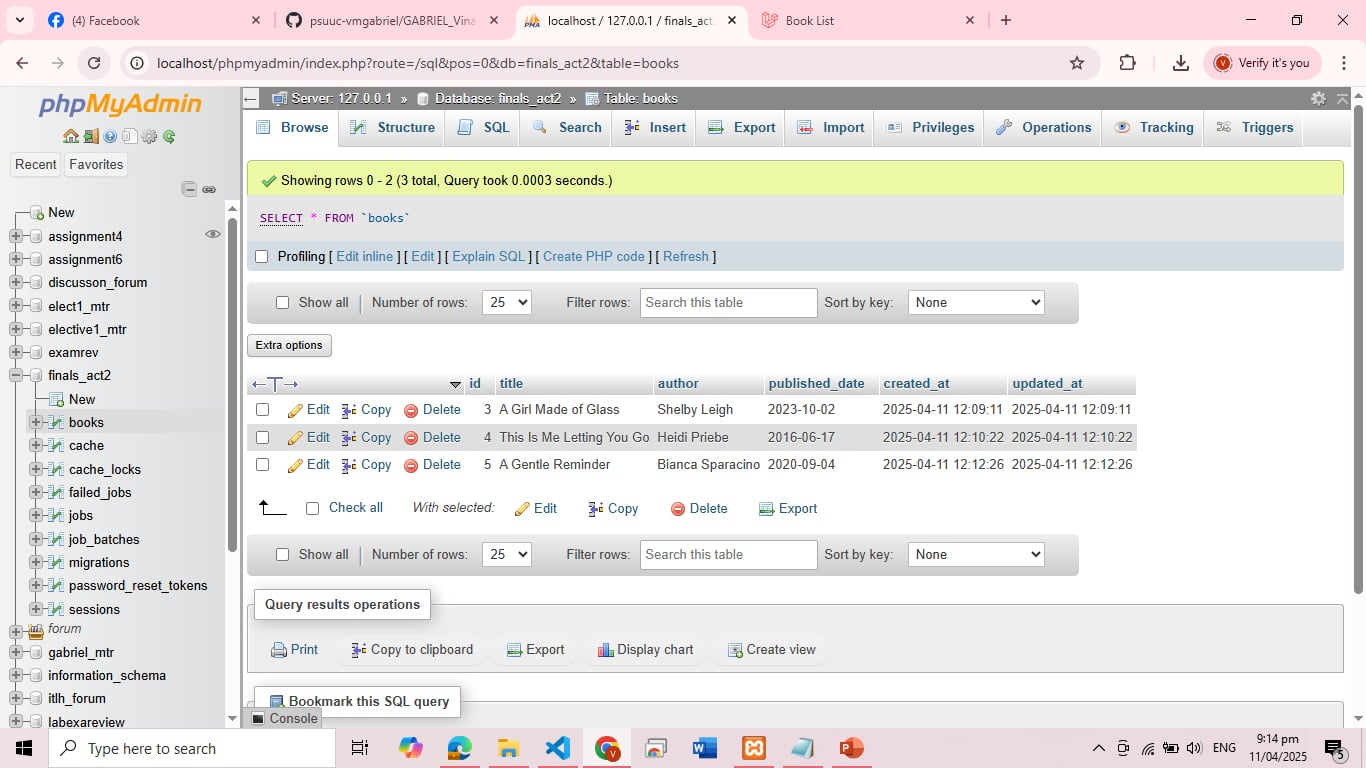 (4) Facebook
psuuc-vmgabriel/GABRIEL_Vina
localhost / 127.0.0.1 / finals_act2
Book List
localhost/phpmyadmin/index.php?route=/sql&pos=0&db=finals_act2&table=books
Verify it's you
phpMyAdmin
Recent
Favorites
New
assignment4
assignment6
discusson_forum
elect1_mtr
elective1_mtr
examrev
finals_act2
New
books
cache
cache_locks
failed_jobs
jobs
job_batches
migrations
password_reset_tokens
sessions
forum
gabriel_mtr
information_schema
itlh_forum
labexareview
Server: 127.0.0.1 » Database: finals_act2 » Table: books
Browse Structure SQL Search Insert Export Import Privileges Operations Tracking Triggers
Showing rows 0 - 2 (3 total, Query took 0.0003 seconds.)
SELECT * FROM `books`
Profiling [ Edit inline ] [ Edit ] [ Explain SQL ] [ Create PHP code ] [ Refresh ]
Show all Number of rows: 25 Filter rows: Search this table Sort by key: None
Extra options
id title author published_date created_at updated_at
Edit Copy Delete 3 A Girl Made of Glass Shelby Leigh 2023-10-02 2025-04-11 12:09:11 2025-04-11 12:09:11
Edit Copy Delete 4 This Is Me Letting You Go Heidi Priebe 2016-06-17 2025-04-11 12:10:22 2025-04-11 12:10:22
Edit Copy Delete 5 A Gentle Reminder Bianca Sparacino 2020-09-04 2025-04-11 12:12:26 2025-04-11 12:12:26
Check all With selected: Edit Copy Delete Export
Show all Number of rows: 25 Filter rows: Search this table Sort by key: None
Query results operations
Print Copy to clipboard Export Display chart Create view
Bookmark this SQL query
Console
Type here to search
ENG
9:14 pm
11/04/2025
5